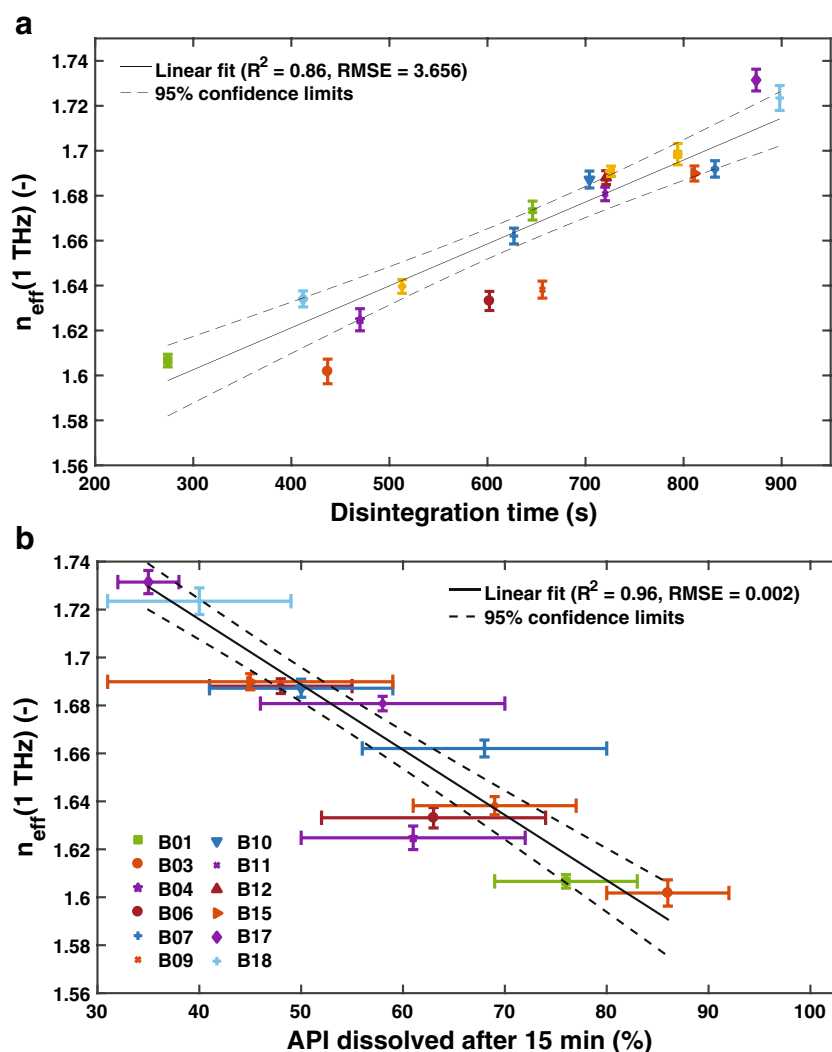 a
1.74
1.72
1.7
1.68
1.66
1.64
1.62
1.6
1.58
1.56
n_eff(1 THz) (-)
Linear fit (R² = 0.86, RMSE = 3.656)
95% confidence limits
200 300 400 500 600 700 800 900
Disintegration time (s)
b
1.74
1.72
1.7
1.68
1.66
1.64
1.62
1.6
1.58
1.56
n_eff(1 THz) (-)
Linear fit (R² = 0.96, RMSE = 0.002)
95% confidence limits
B01 B10
B03 B11
B04 B12
B06 B15
B07 B17
B09 B18
30 40 50 60 70 80 90 100
API dissolved after 15 min (%)